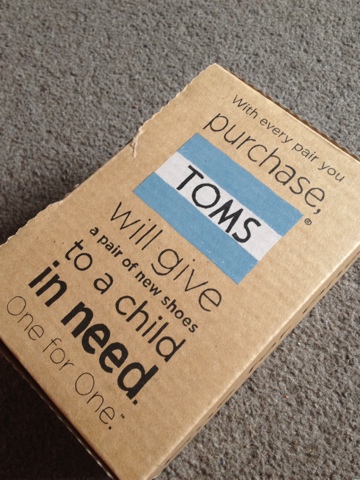 With every pair you
purchase,
TOMS®
will give
a pair of new shoes
to a child
in need.
One for One.™